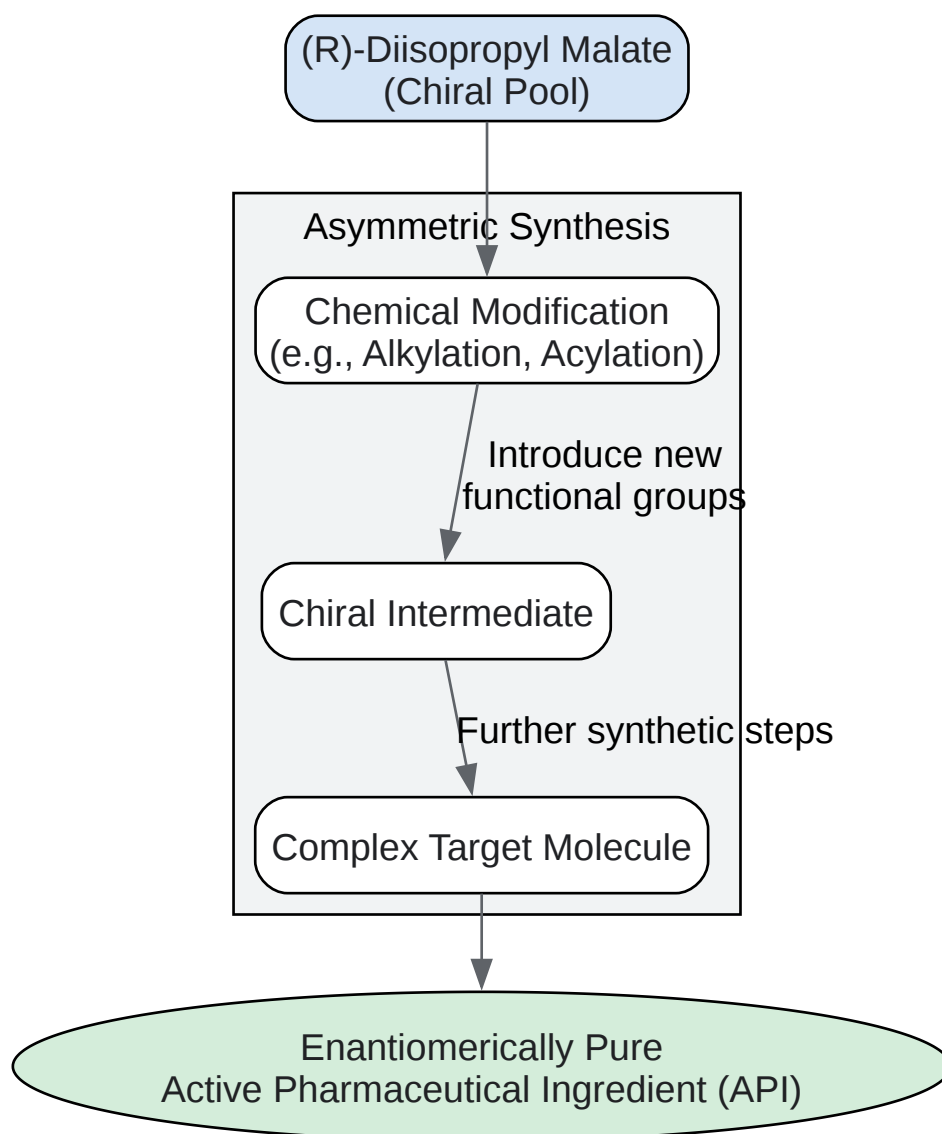 (R)-Diisopropyl Malate
(Chiral Pool)
Asymmetric Synthesis
Chemical Modification
(e.g., Alkylation, Acylation)
Introduce new
functional groups
Chiral Intermediate
Further synthetic steps
Complex Target Molecule
Enantiomerically Pure
Active Pharmaceutical Ingredient (API)